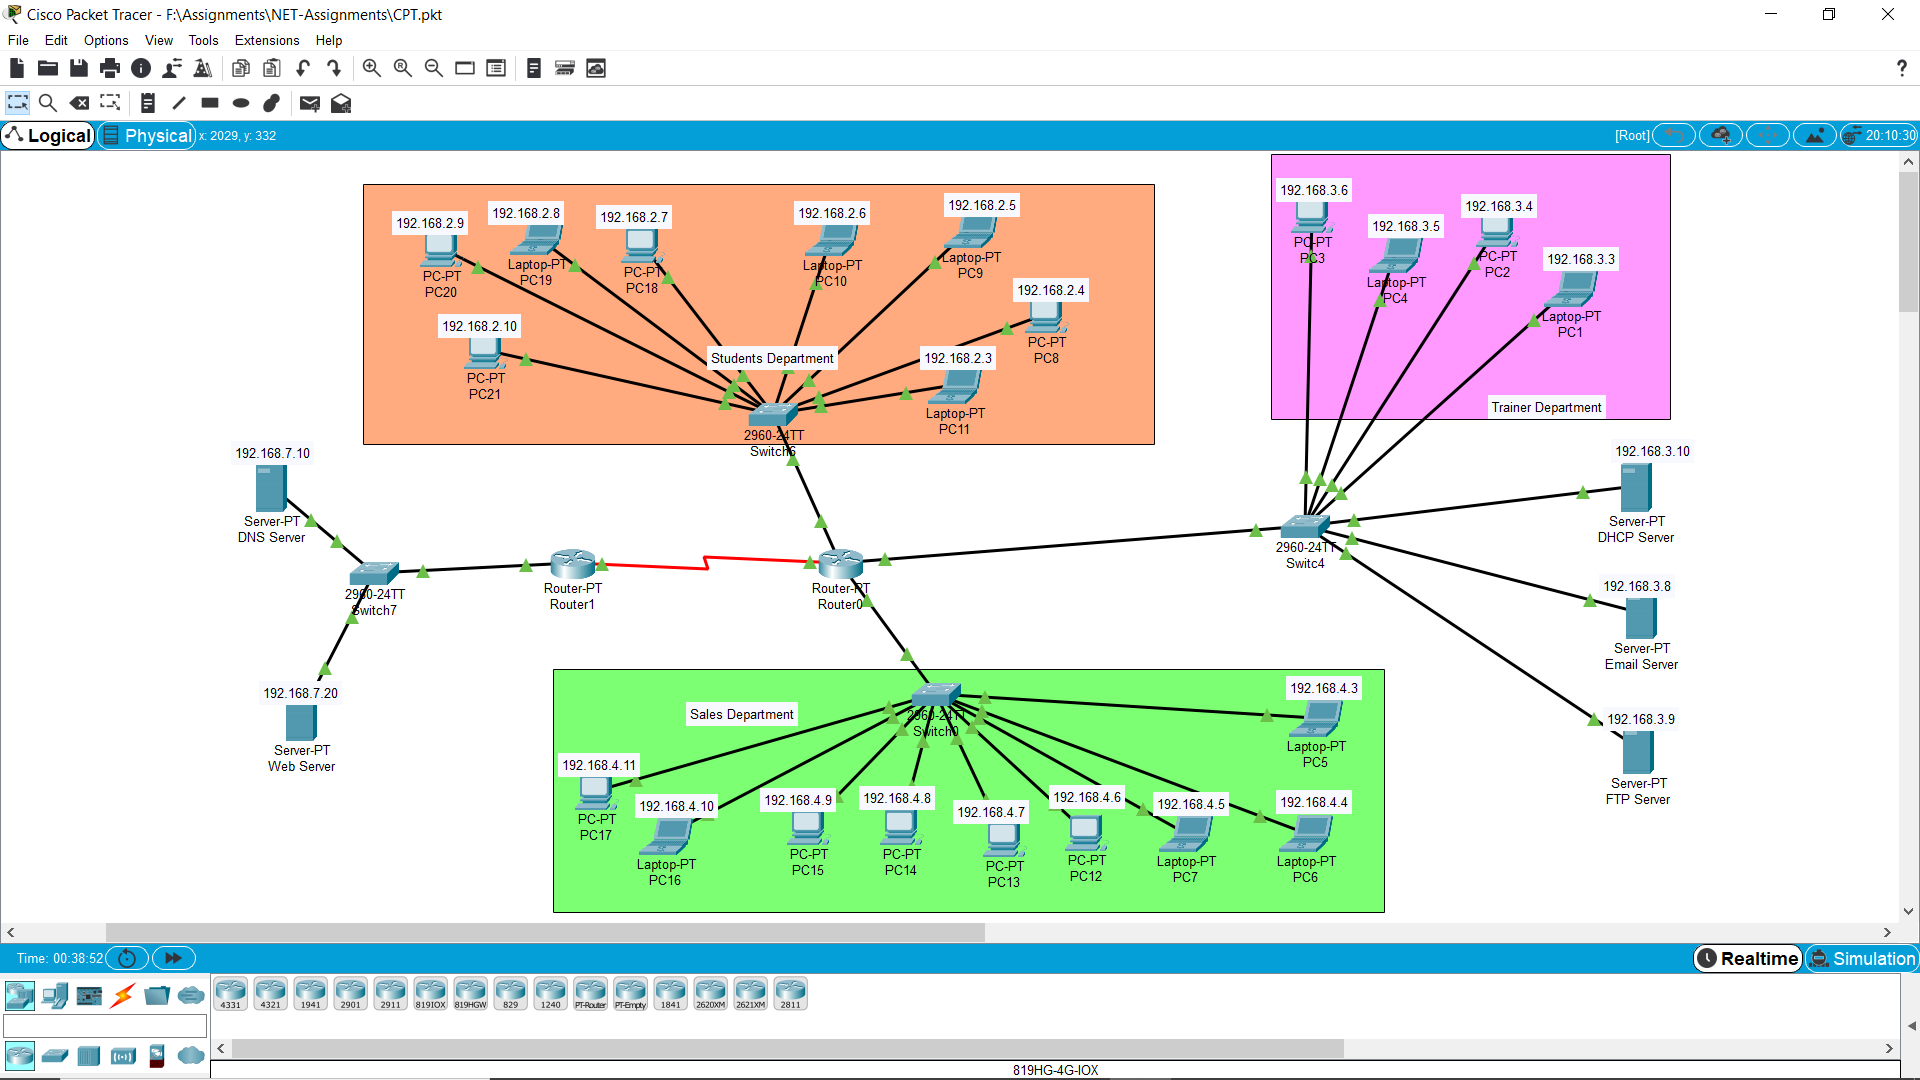 Cisco Packet Tracer - F:\Assignments\NET-Assignments\CPT.pkt
File Edit Options View Tools Extensions Help
?
Logical Physical x: 2029, y: 332 [Root] 20:10:30
192.168.2.9
PC-PT
PC20
192.168.2.8
Laptop-PT
PC19
192.168.2.7
PC-PT
PC18
192.168.2.6
Laptop-PT
PC10
192.168.2.5
Laptop-PT
PC9
192.168.2.4
PC-PT
PC8
192.168.2.10
PC-PT
PC21
Students Department
192.168.2.3
Laptop-PT
PC11
2960-24TT
Switch6
192.168.3.6
PC-PT
PC3
192.168.3.5
Laptop-PT
PC4
192.168.3.4
PC-PT
PC2
192.168.3.3
Laptop-PT
PC1
Trainer Department
192.168.7.10
Server-PT
DNS Server
2960-24TT
Switch7
Router-PT
Router1
Router-PT
Router0
2960-24TT
Switc4
192.168.3.10
Server-PT
DHCP Server
192.168.3.8
Server-PT
Email Server
192.168.3.9
Server-PT
FTP Server
192.168.7.20
Server-PT
Web Server
Sales Department
2960-24TT
Switch0
192.168.4.3
Laptop-PT
PC5
192.168.4.11
PC-PT
PC17
192.168.4.10
Laptop-PT
PC16
192.168.4.9
PC-PT
PC15
192.168.4.8
PC-PT
PC14
192.168.4.7
PC-PT
PC13
192.168.4.6
PC-PT
PC12
192.168.4.5
Laptop-PT
PC7
192.168.4.4
Laptop-PT
PC6
Time: 00:38:52 Realtime Simulation
4331 4321 1941 2901 2911 819IOX 819HGW 829 1240 PT-Router PT-Empty 1841 2620XM 2621XM 2811
819HG-4G-IOX